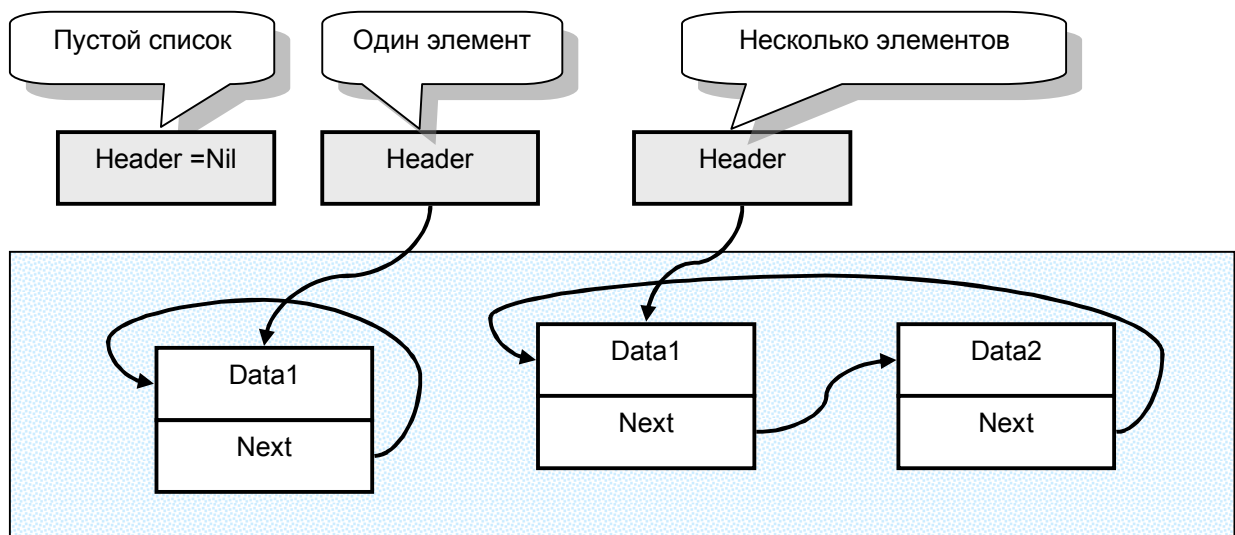 Пустой список
Один элемент
Несколько элементов
Header =Nil
Header
Header
Data1
Next
Data1
Next
Data2
Next